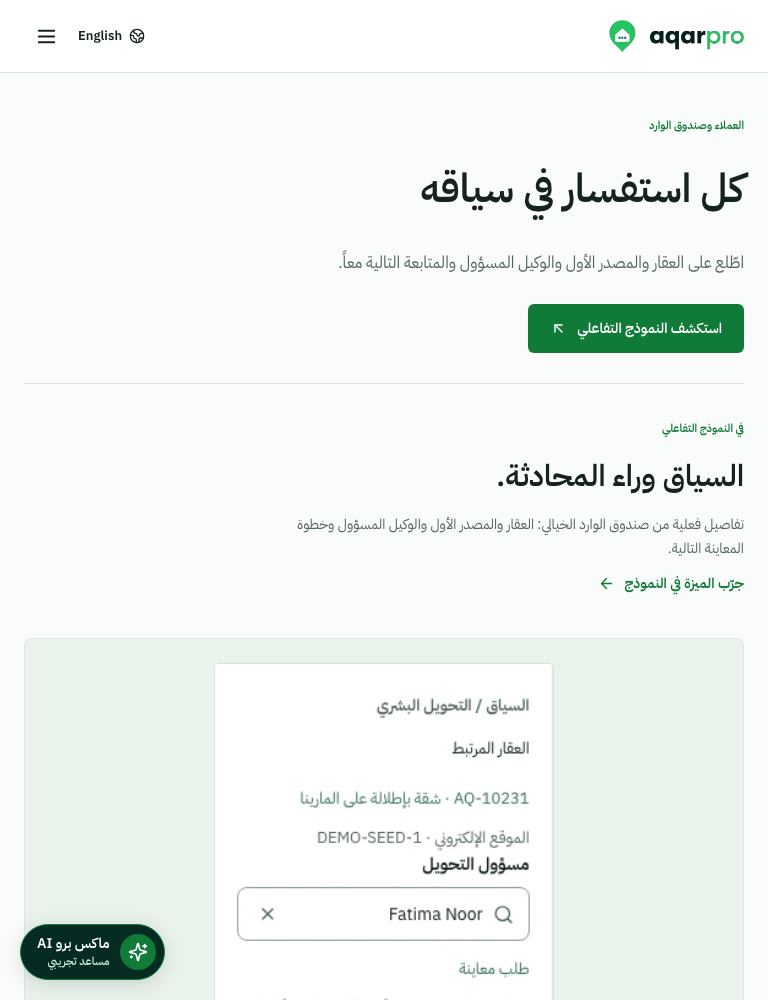 aqarpro
English
العملاء وصندوق الوارد
كل استفسار في سياقه
اطّلع على العقار والمصدر الأول والوكيل المسؤول والمتابعة التالية معاً.
استكشف النموذج التفاعلي
في النموذج التفاعلي
السياق وراء المحادثة.
تفاصيل فعلية من صندوق الوارد الخيالي: العقار والمصدر الأول والوكيل المسؤول وخطوة
المعاينة التالية.
جرّب الميزة في النموذج
السياق / التحويل البشري
العقار المرتبط
AQ-10231 · شقة بإطلالة على المارينا
الموقع الإلكتروني · DEMO-SEED-1
مسؤول التحويل
Fatima Noor
طلب معاينة
ماكس برو AI
مساعد تجريبي